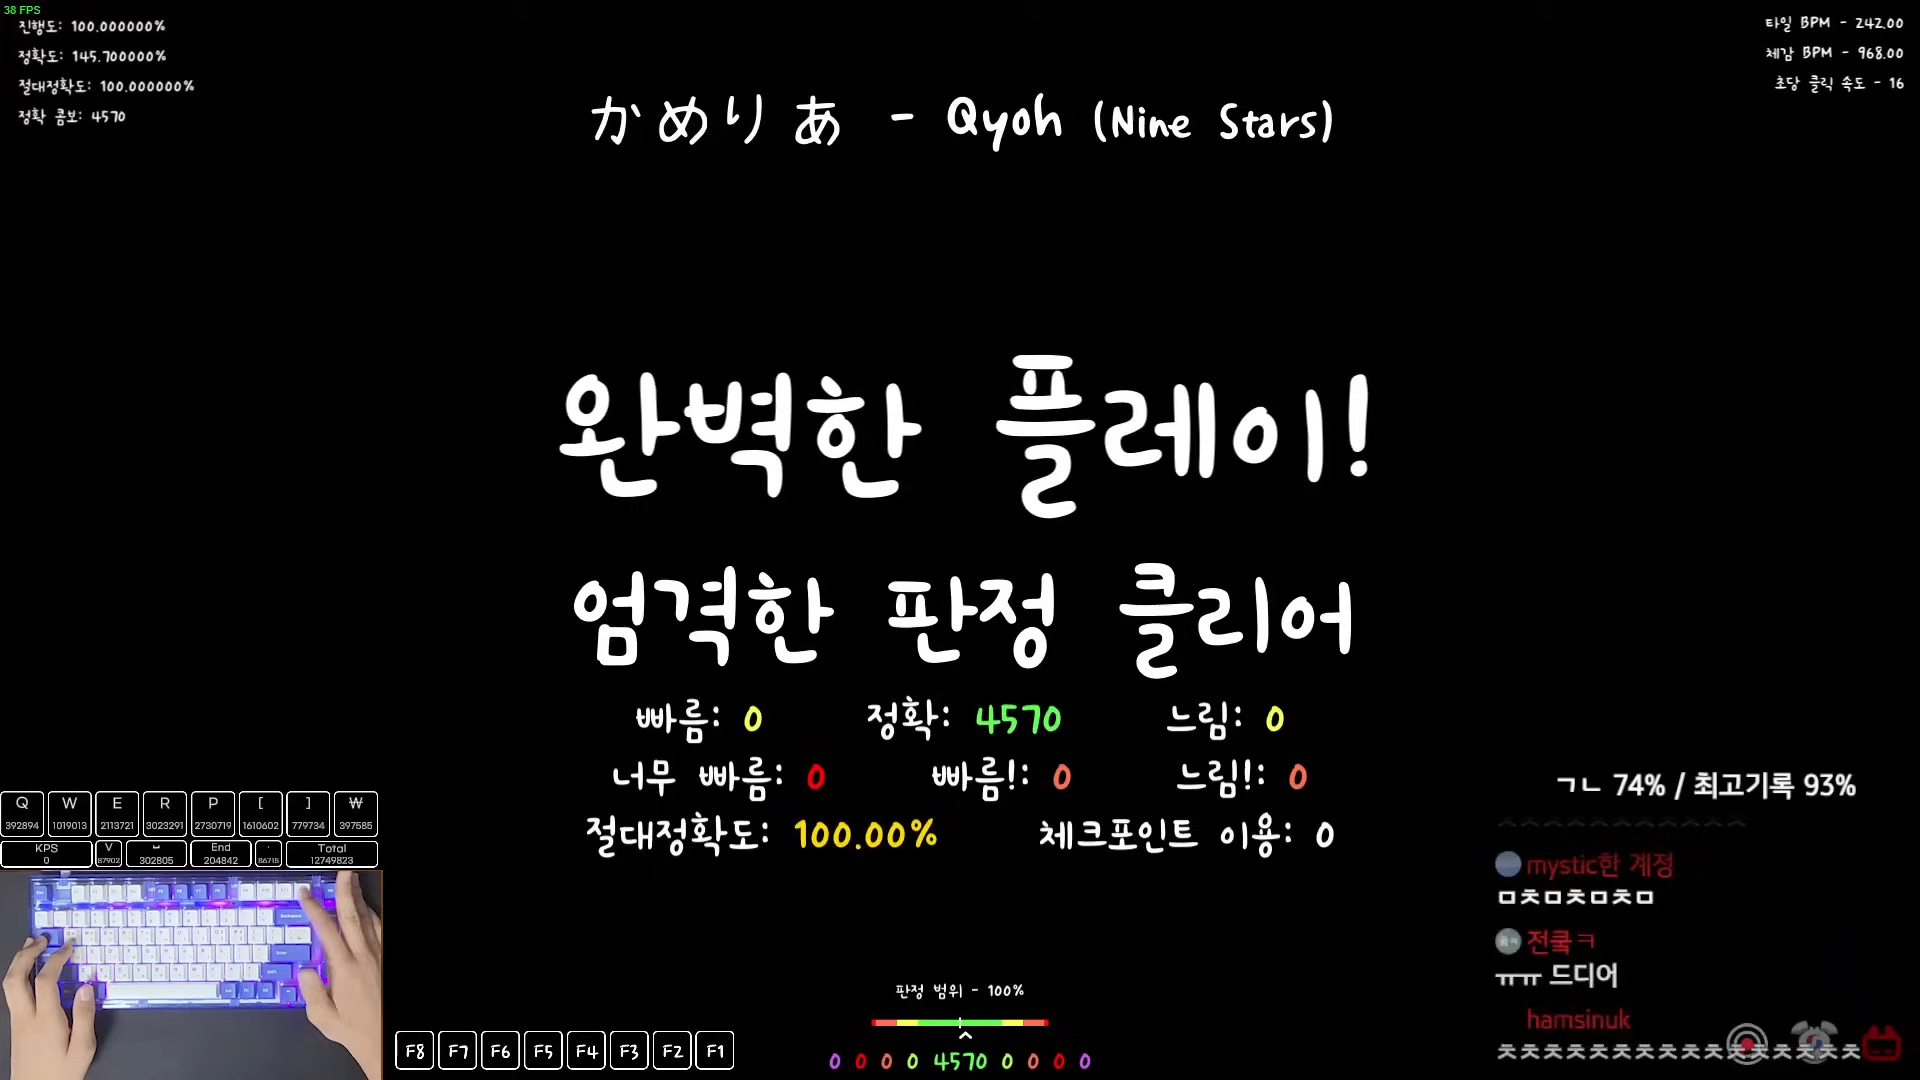 38 FPS
진행도: 100.000000%
정확도: 145.700000%
절대정확도: 100.000000%
정확 콤보: 4570
타일 BPM - 242.00
체감 BPM - 968.00
초당 클릭 속도 - 16
かめりあ - Qyoh (Nine Stars)
완벽한 플레이!
엄격한 판정 클리어
빠름: 0 정확: 4570 느림: 0
너무 빠름: 0 빠름!: 0 느림!: 0
절대정확도: 100.00% 체크포인트 이용: 0
ㄱㄴ 74% / 최고기록 93%
mystic한 계정
ㅁㅊㅁㅊㅁㅊㅁ
전쿸ㅋ
ㅠㅠ 드디어
hamsinuk
ㅊㅊㅊㅊㅊㅊㅊㅊㅊㅊㅊㅊㅊㅊㅊㅊ
Q W E R P [ ] ₩
392894 1019013 2113721 3023291 2730719 1610602 779734 397585
KPS V End Total
0 87902 302805 204842 86715 12749823
F8 F7 F6 F5 F4 F3 F2 F1
판정 범위 - 100%
0 0 0 0 4570 0 0 0 0